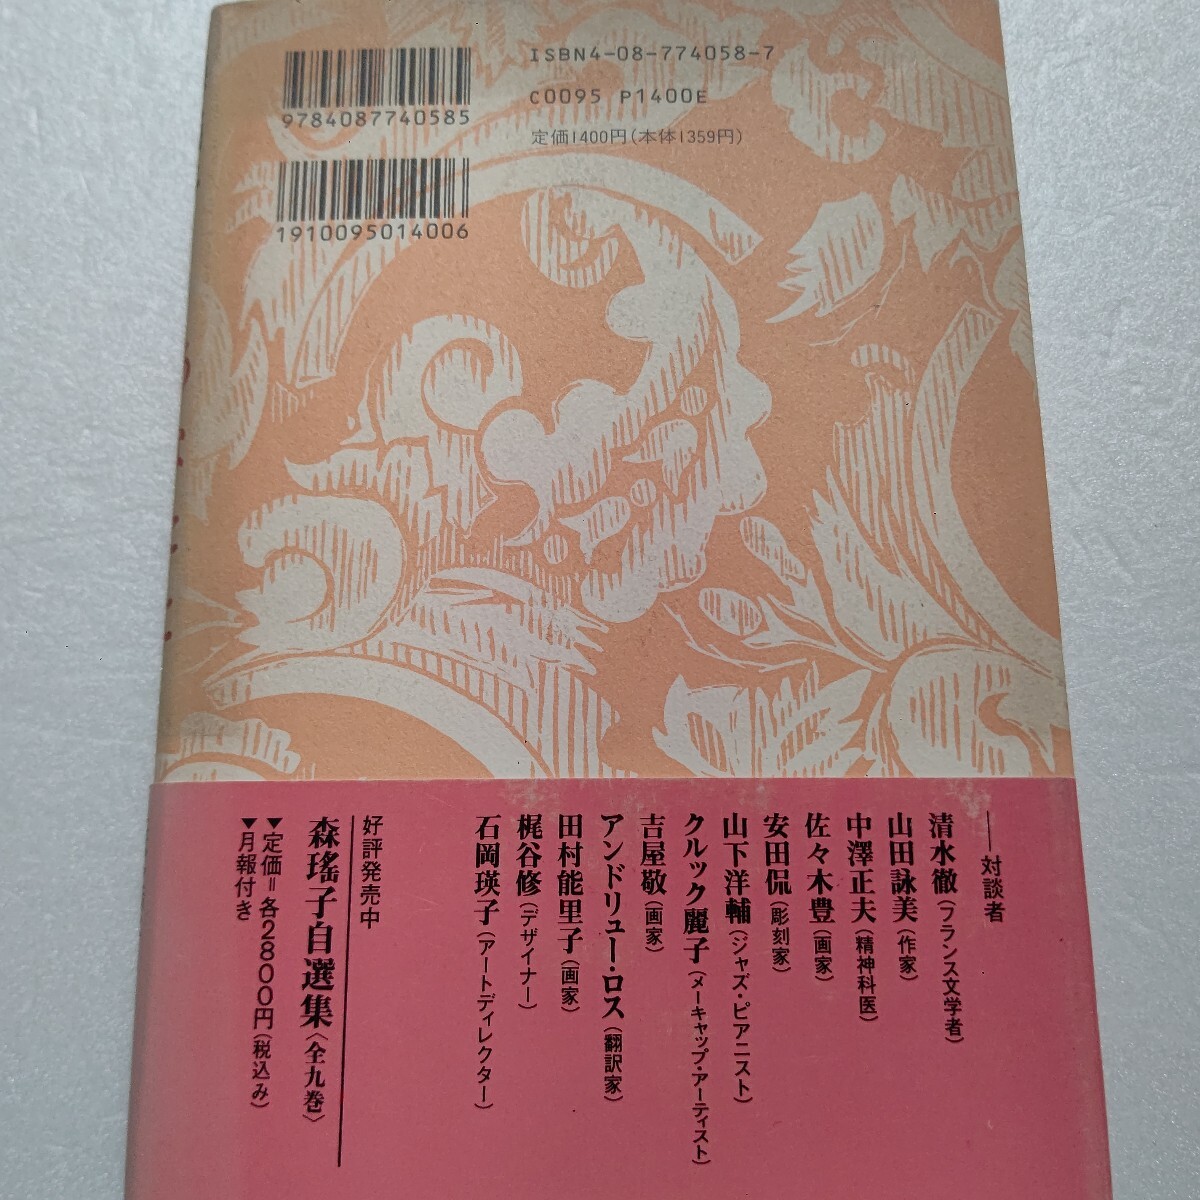 ISBN4-08-774058-7
C0095 P1400E
定価1400円(本体1359円)
9784087740585
1910095014006
──対談者
清水徹(フランス文学者)
山田詠美(作家)
中澤正夫(精神科医)
佐々木豊(画家)
安田侃(彫刻家)
山下洋輔(ジャズ・ピアニスト)
クルック麗子(メーキャップ・アーティスト)
吉屋敬(画家)
アンドリュー・ロス(翻訳家)
田村能里子(画家)
梶谷修(デザイナー)
石岡瑛子(アートディレクター)
好評発売中
森瑤子自選集〈全九巻〉
▼定価=各2800円(税込み)
▼月報付き